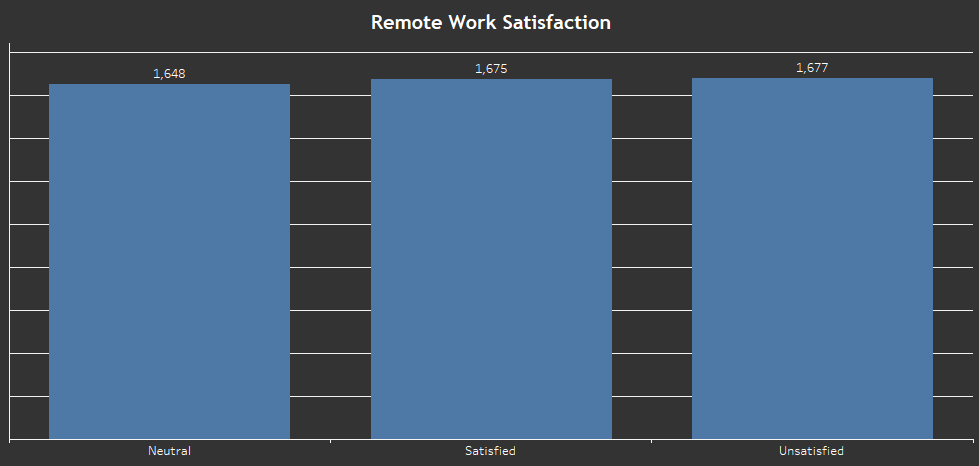 Remote Work Satisfaction
1,648
1,675
1,677
Neutral
Satisfied
Unsatisfied